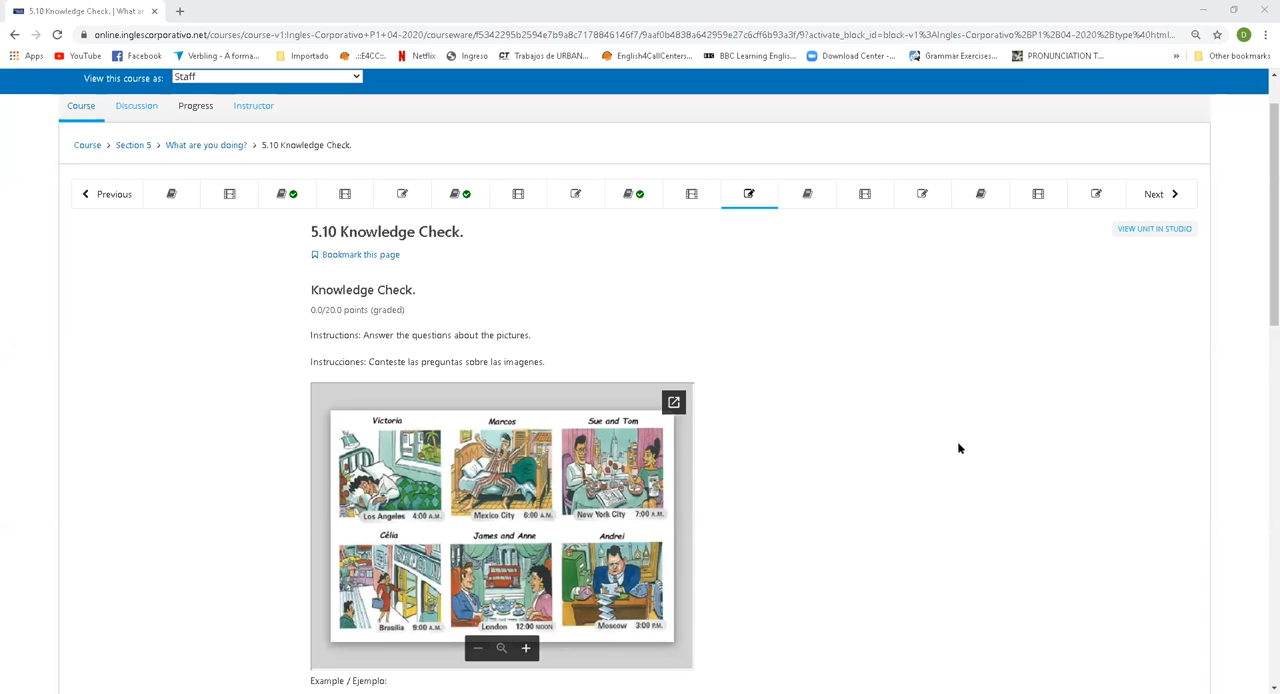 5.10 Knowledge Check. | What ar
online.inglescorporativo.net/courses/course-v1:Ingles-Corporativo+P1+04-2020/courseware/f5342295b2594e7b9a8c7178846146f7/9aaf0b4838a642959e27c6cff6b93a3f/9?activate_block_id=block-v1%3AIngles-Corporativo%2BP1%2B04-2020%2Btype%40html...
Apps YouTube Facebook Verbling - A forma... Importado .::E4CC::. Netflix Ingreso Trabajos de URBAN... English4CallCenters... BBC Learning Englis... Download Center -... Grammar Exercises... PRONUNCIATION T... » Other bookmarks
View this course as: Staff
Course Discussion Progress Instructor
Course > Section 5 > What are you doing? > 5.10 Knowledge Check.
Previous Next
5.10 Knowledge Check.
VIEW UNIT IN STUDIO
Bookmark this page
Knowledge Check.
0.0/20.0 points (graded)
Instructions: Answer the questions about the pictures.
Instrucciones: Conteste las preguntas sobre las imagenes.
Victoria Marcos Sue and Tom
Los Angeles 4:00 A.M. Mexico City 6:00 A.M. New York City 7:00 A.M.
Célia James and Anne Andrei
Brasilia 9:00 A.M. London 12:00 NOON Moscow 3:00 P.M.
Example / Ejemplo: